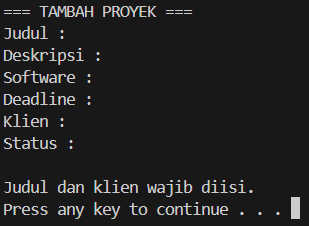 === TAMBAH PROYEK ===
Judul :
Deskripsi :
Software :
Deadline :
Klien :
Status :
Judul dan klien wajib diisi.
Press any key to continue . . .